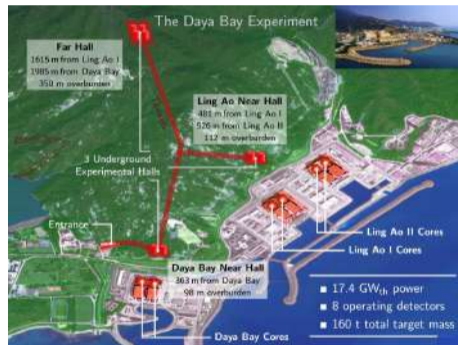 The Daya Bay Experiment
Far Hall
1615 m from Ling Ao I
1985 m from Daya Bay
350 m overburden
Ling Ao Near Hall
481 m from Ling Ao I
526 m from Ling Ao II
112 m overburden
3 Underground
Experimental Halls
Entrance
Ling Ao II Cores
Ling Ao I Cores
Daya Bay Near Hall
363 m from Daya Bay
98 m overburden
Daya Bay Cores
■ 17.4 GWth power
■ 8 operating detectors
■ 160 t total target mass